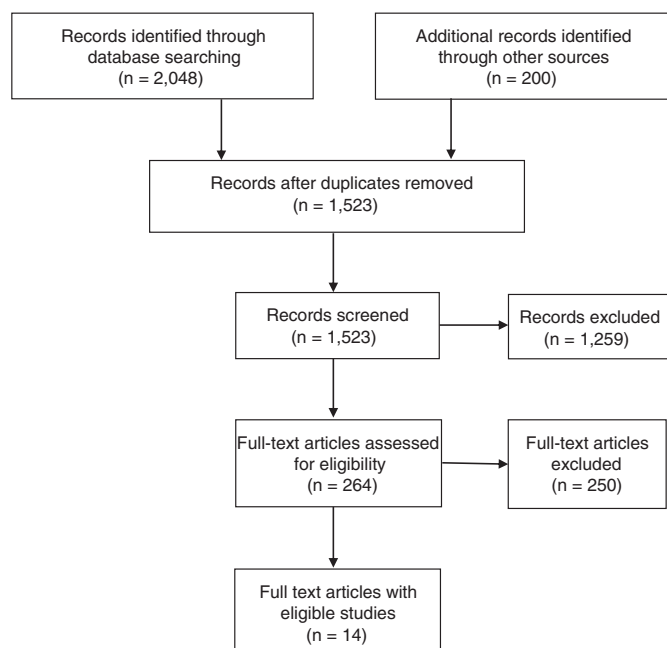 Records identified through
database searching
(n = 2,048)
Additional records identified
through other sources
(n = 200)
Records after duplicates removed
(n = 1,523)
Records screened
(n = 1,523)
Records excluded
(n = 1,259)
Full-text articles assessed
for eligibility
(n = 264)
Full-text articles
excluded
(n = 250)
Full text articles with
eligible studies
(n = 14)